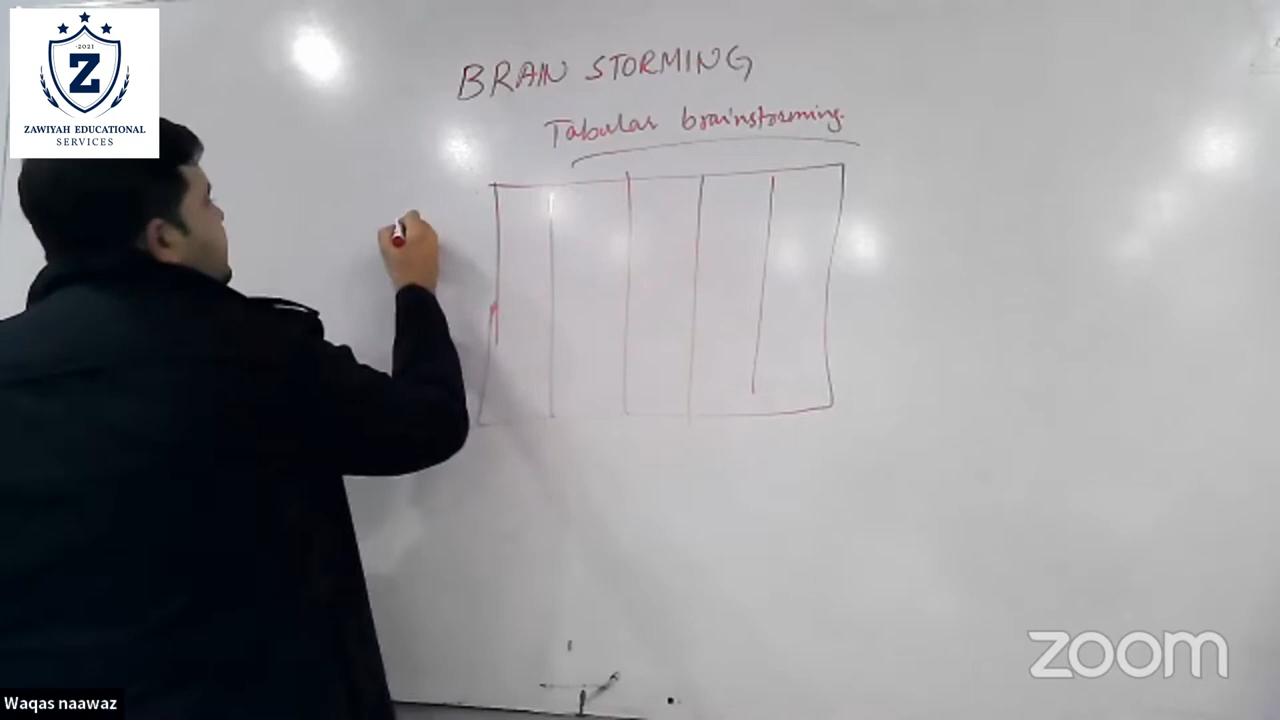 ·2021·
Z
ZAWIYAH EDUCATIONAL
SERVICES
BRAIN STORMING
Tabular brainstorming.
zoom
Waqas naawaz